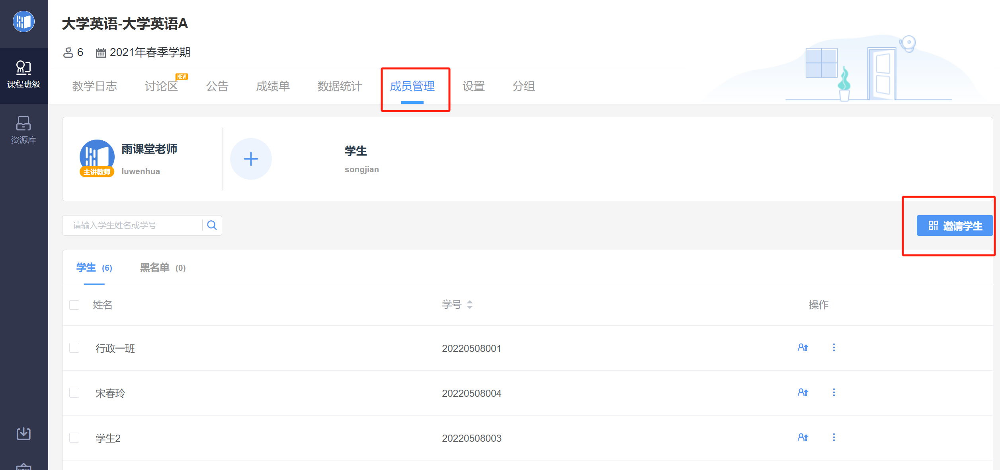 大学英语-大学英语A
6 2021年春季学期
课程班级
教学日志 讨论区 NEW 公告 成绩单 数据统计 成员管理 设置 分组
资源库
雨课堂老师
luwenhua
主讲教师
学生
songjian
请输入学生姓名或学号
邀请学生
学生 (6) 黑名单 (0)
姓名 学号 操作
行政一班 20220508001
宋春玲 20220508004
学生2 20220508003